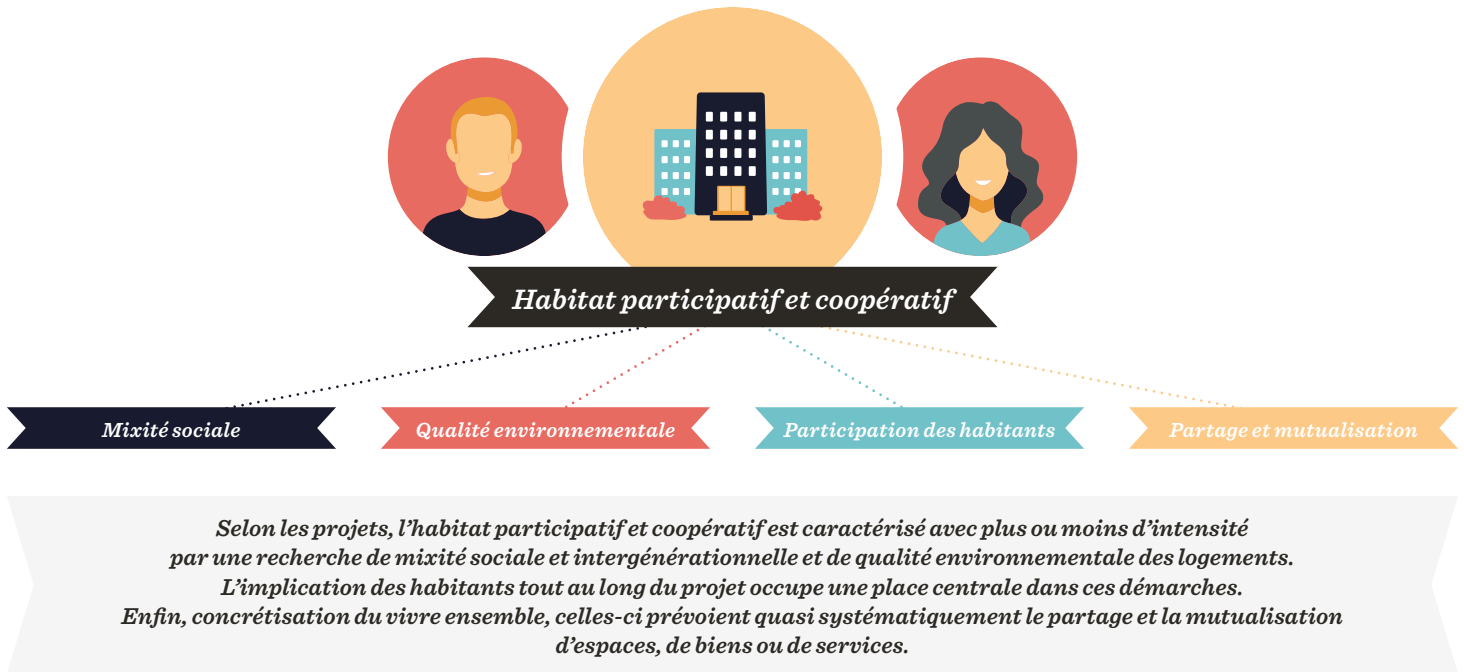 Habitat participatif et coopératif
Mixité sociale
Qualité environnementale
Participation des habitants
Partage et mutualisation
Selon les projets, l’habitat participatif et coopératif est caractérisé avec plus ou moins d’intensité
par une recherche de mixité sociale et intergénérationnelle et de qualité environnementale des logements.
L’implication des habitants tout au long du projet occupe une place centrale dans ces démarches.
Enfin, concrétisation du vivre ensemble, celles-ci prévoient quasi systématiquement le partage et la mutualisation
d’espaces, de biens ou de services.